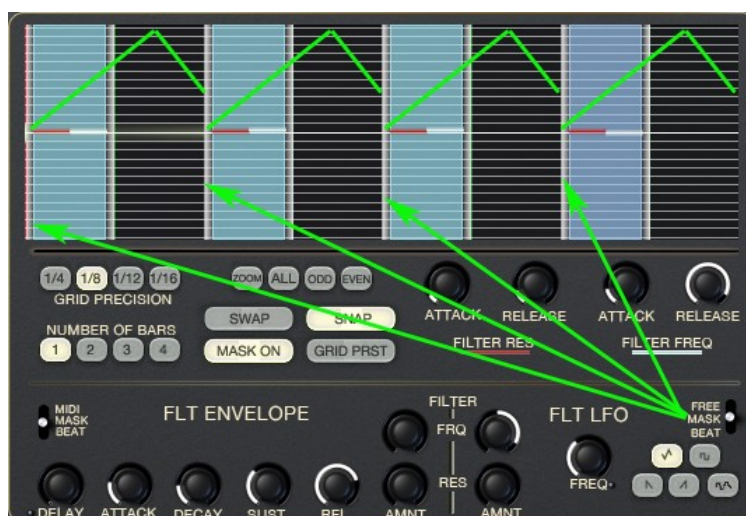 1/4 1/8 1/12 1/16 ZOOM ALL ODD EVEN
GRID PRECISION
ATTACK RELEASE ATTACK RELEASE
SWAP SNAP
NUMBER OF BARS
FILTER RES FILTER FREQ
1 2 3 4 MASK ON GRID PRST
MIDI
MASK
BEAT
FLT ENVELOPE
FILTER
FRQ
FLT LFO
FREE
MASK
BEAT
RES
FREQ
DELAY ATTACK DECAY SUST REL AMNT AMNT